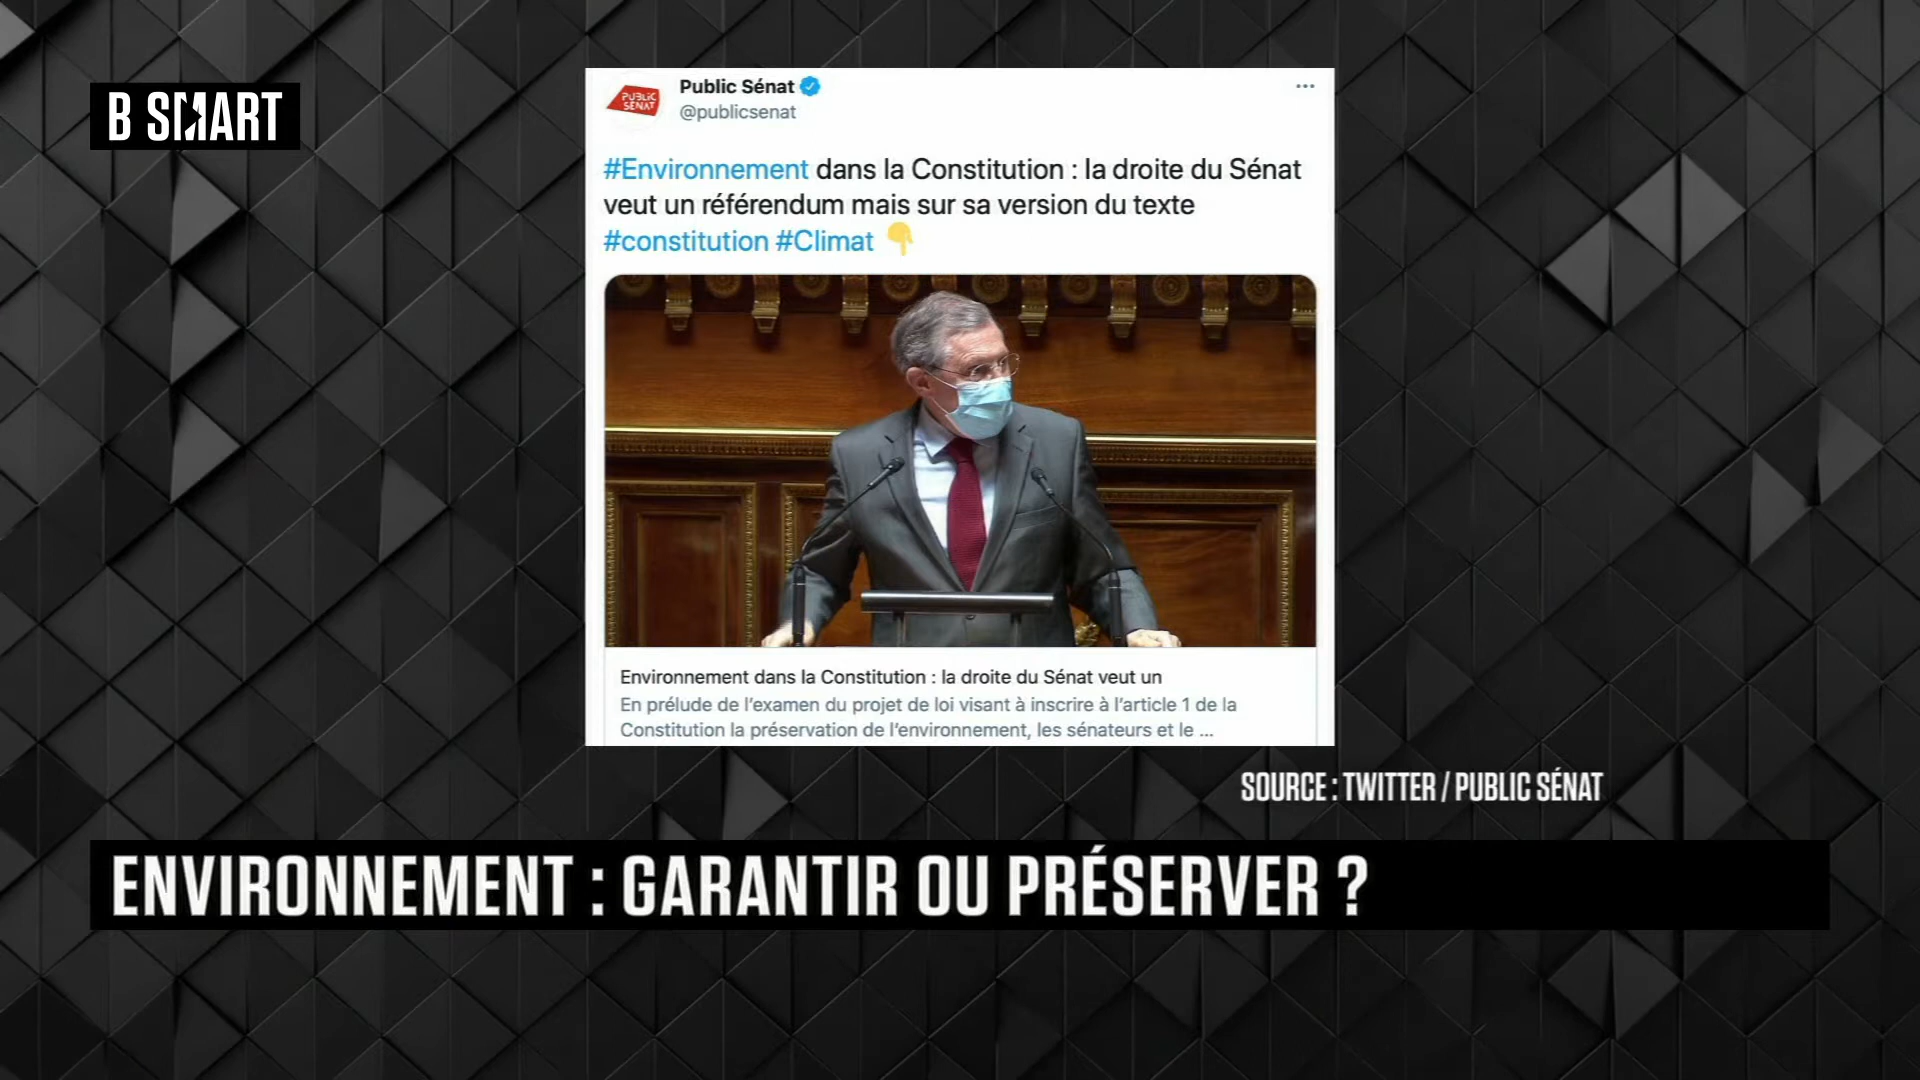 B SMART
PUBLIC
SÉNAT
Public Sénat
@publicsenat
#Environnement dans la Constitution : la droite du Sénat
veut un référendum mais sur sa version du texte
#constitution #Climat 👇
Environnement dans la Constitution : la droite du Sénat veut un
En prélude de l'examen du projet de loi visant à inscrire à l'article 1 de la
Constitution la préservation de l'environnement, les sénateurs et le ...
SOURCE : TWITTER / PUBLIC SÉNAT
ENVIRONNEMENT : GARANTIR OU PRÉSERVER ?